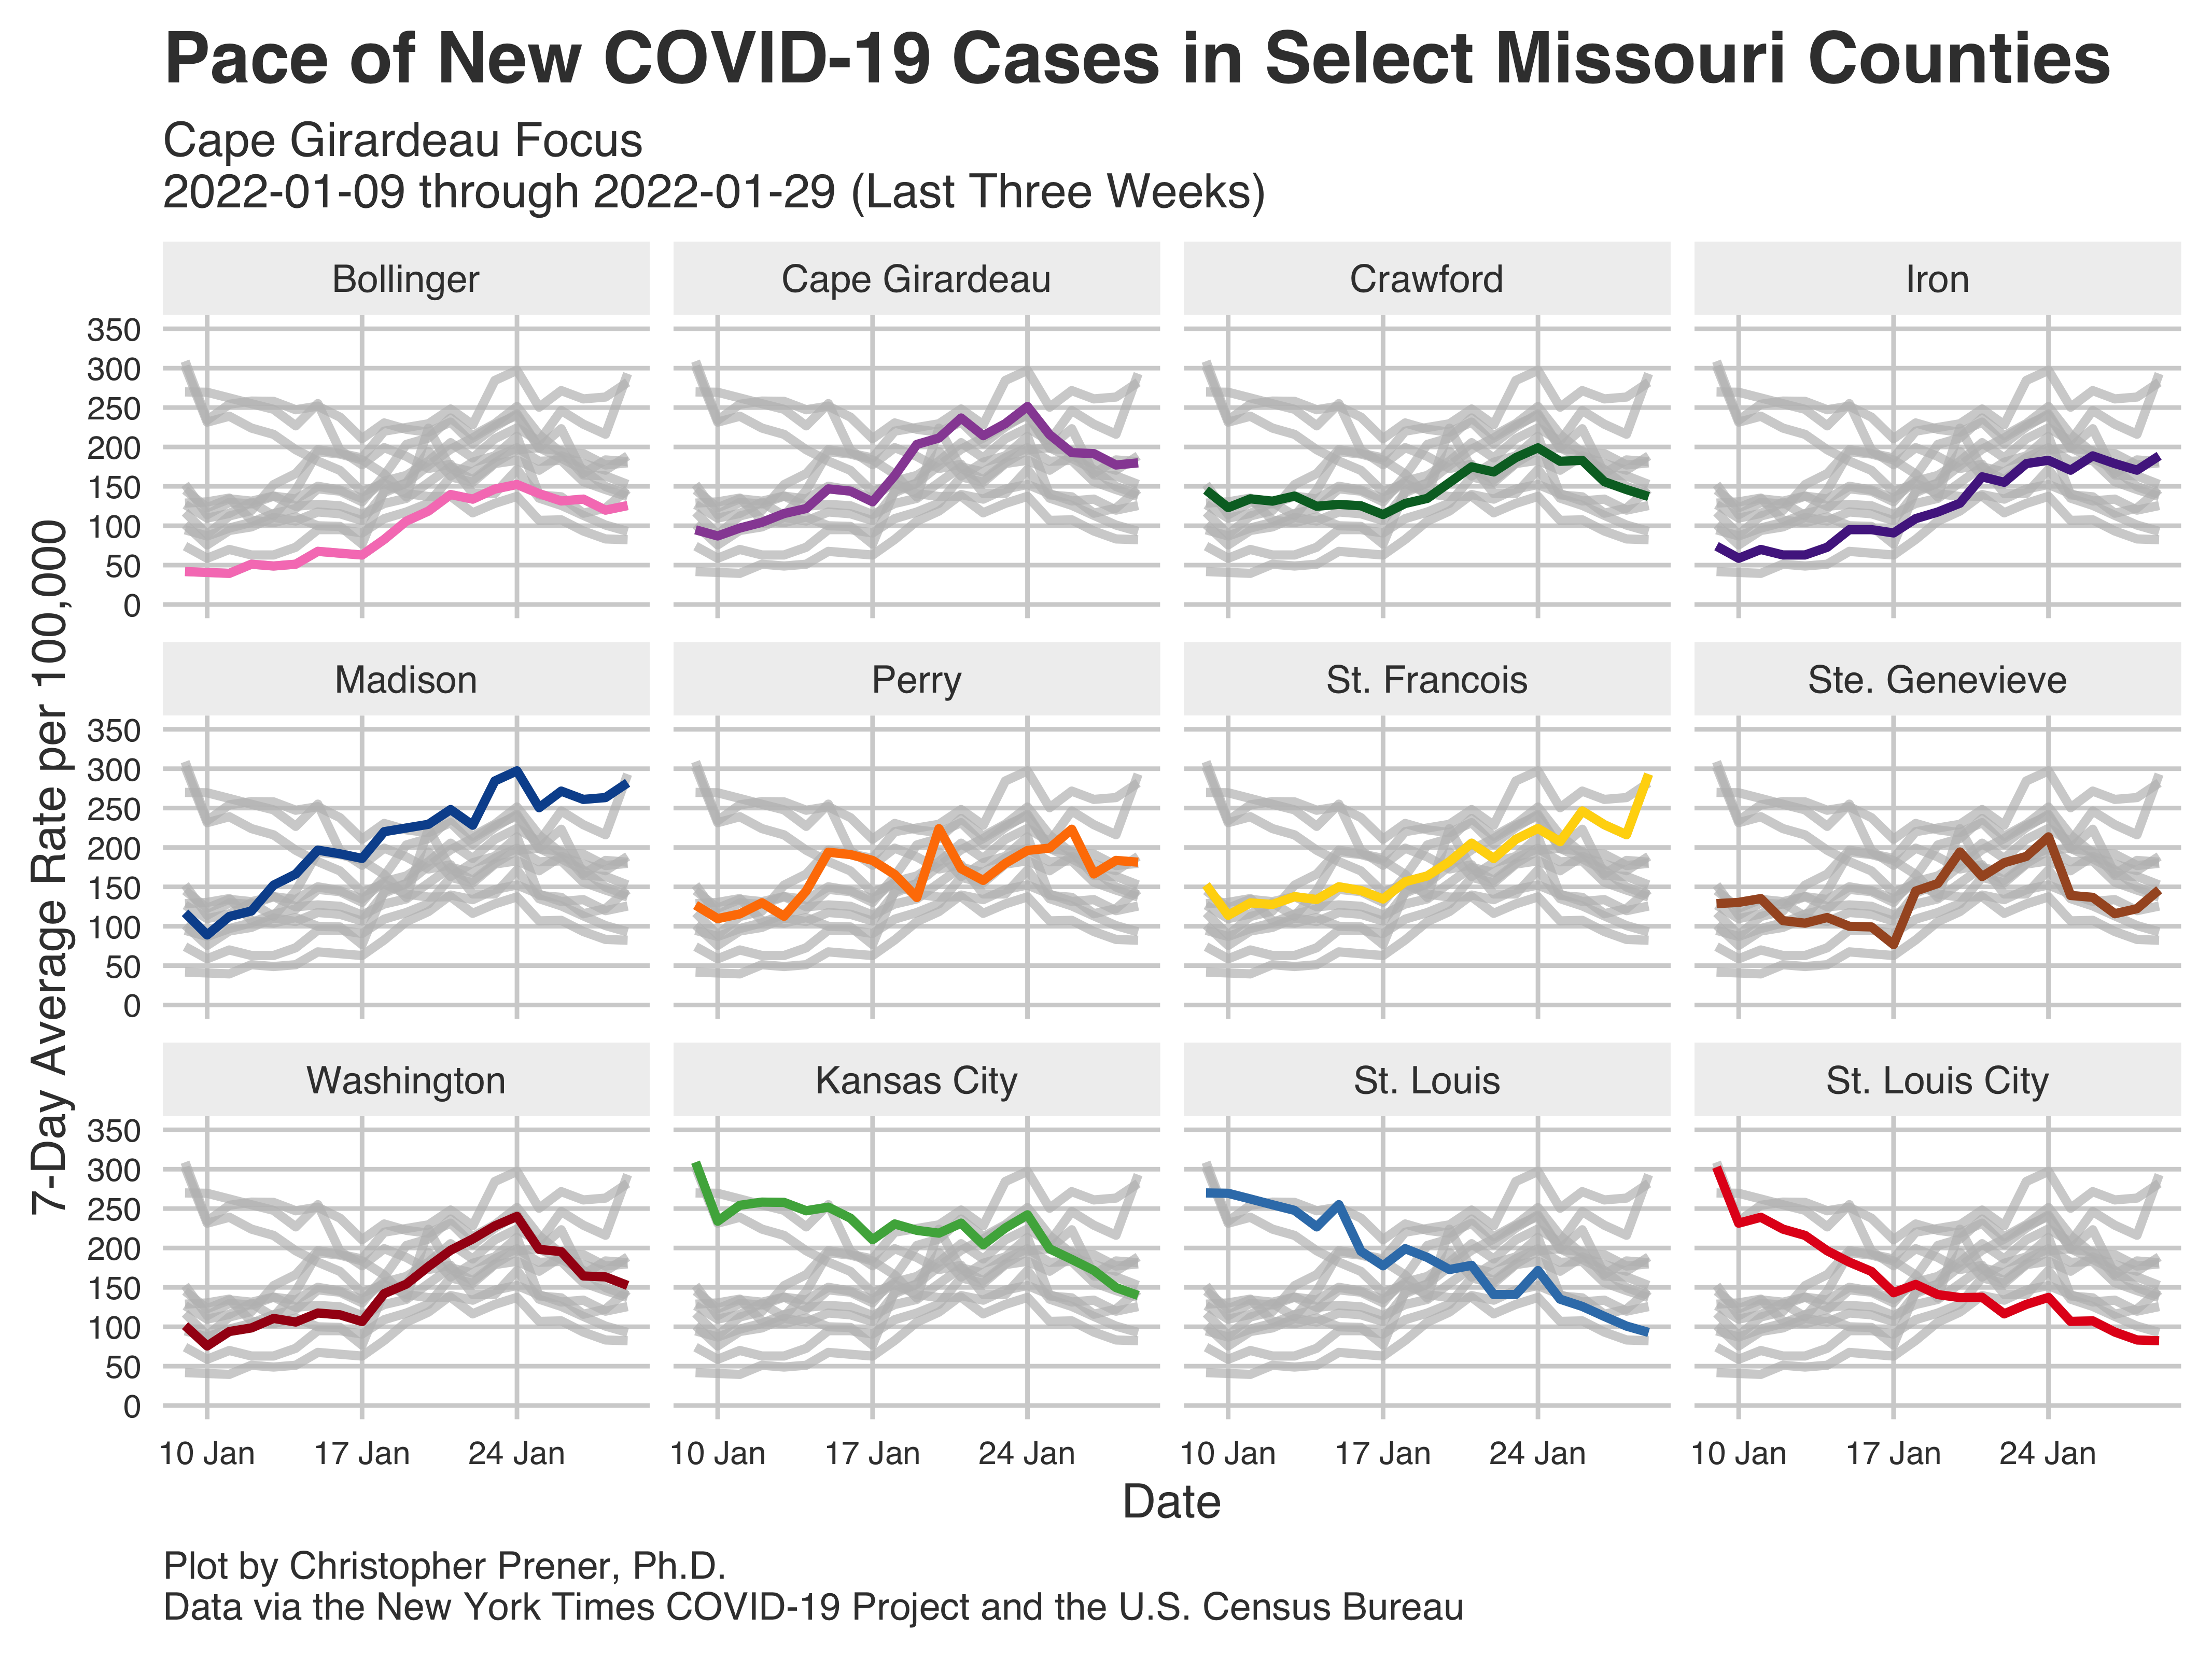 Pace of New COVID-19 Cases in Select Missouri Counties
Cape Girardeau Focus
2022-01-09 through 2022-01-29 (Last Three Weeks)
Bollinger
Cape Girardeau
Crawford
Iron
350
300
250
200
150
100
50
0
Madison
Perry
St. Francois
Ste. Genevieve
350
300
250
200
150
100
50
0
Washington
Kansas City
St. Louis
St. Louis City
350
300
250
200
150
100
50
0
7-Day Average Rate per 100,000
10 Jan
17 Jan
24 Jan
10 Jan
17 Jan
24 Jan
10 Jan
17 Jan
24 Jan
10 Jan
17 Jan
24 Jan
Date
Plot by Christopher Prener, Ph.D.
Data via the New York Times COVID-19 Project and the U.S. Census Bureau